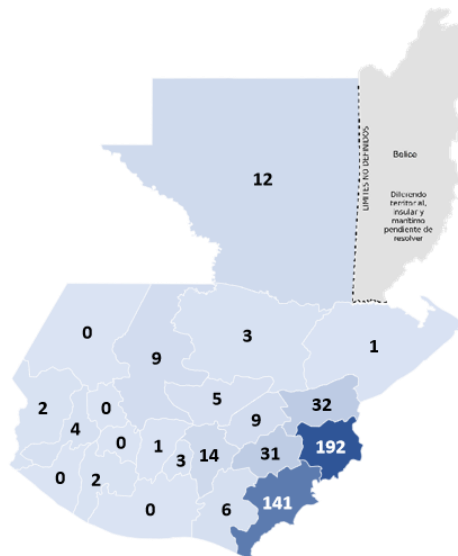 12
LÍMITES NO DEFINIDOS
Belice
Diferendo
territorial,
insular y
marítimo
pendiente de
resolver
0
9
3
1
2
4
0
5
9
32
0
1
3
14
31
192
0
2
0
6
141